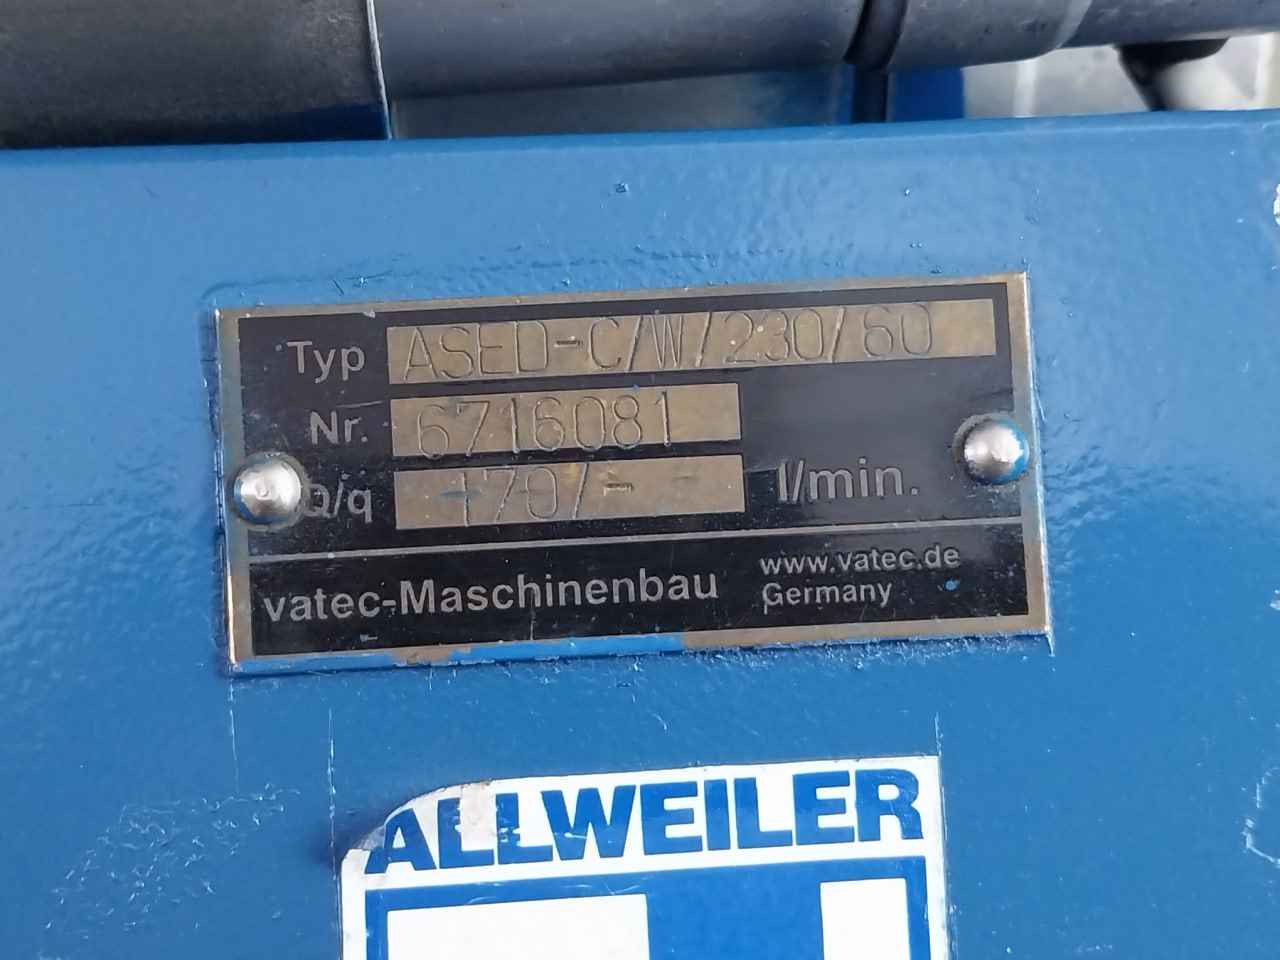 Typ ASED-C/W/230/60
Nr. 6716081
Q/q 170/- - l/min.
vatec-Maschinenbau www.vatec.de
Germany
ALLWEILER